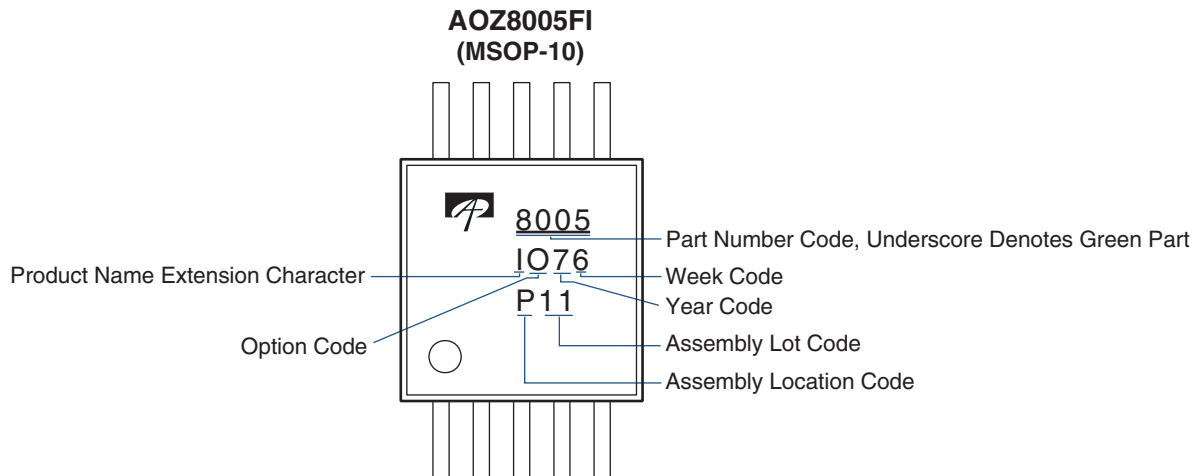 AOZ8005FI
(MSOP-10)
8005
Part Number Code, Underscore Denotes Green Part
IO76
Product Name Extension Character
Week Code
Year Code
P11
Option Code
Assembly Lot Code
Assembly Location Code